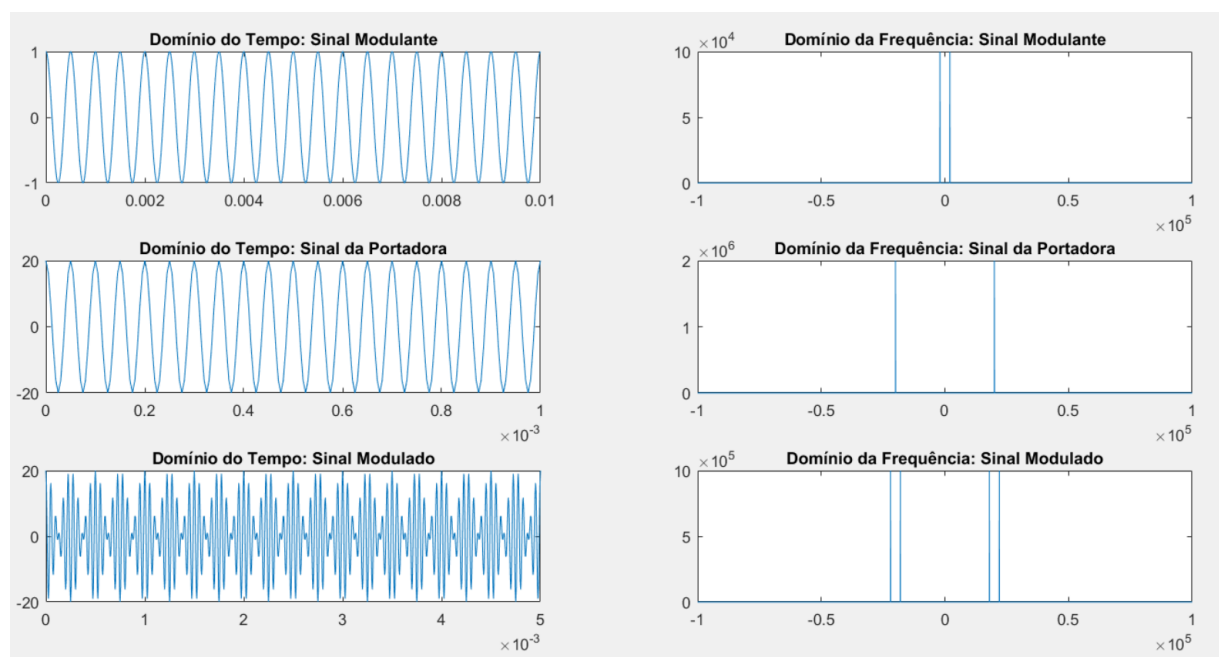 Domínio do Tempo: Sinal Modulante
1
0
-1
0 0.002 0.004 0.006 0.008 0.01
Domínio da Frequência: Sinal Modulante
×10^4
10
5
0
-1 -0.5 0 0.5 1
×10^5
Domínio do Tempo: Sinal da Portadora
20
0
-20
0 0.2 0.4 0.6 0.8 1
×10^-3
Domínio da Frequência: Sinal da Portadora
×10^6
2
1
0
-1 -0.5 0 0.5 1
×10^5
Domínio do Tempo: Sinal Modulado
20
0
-20
0 1 2 3 4 5
×10^-3
Domínio da Frequência: Sinal Modulado
×10^5
10
5
0
-1 -0.5 0 0.5 1
×10^5